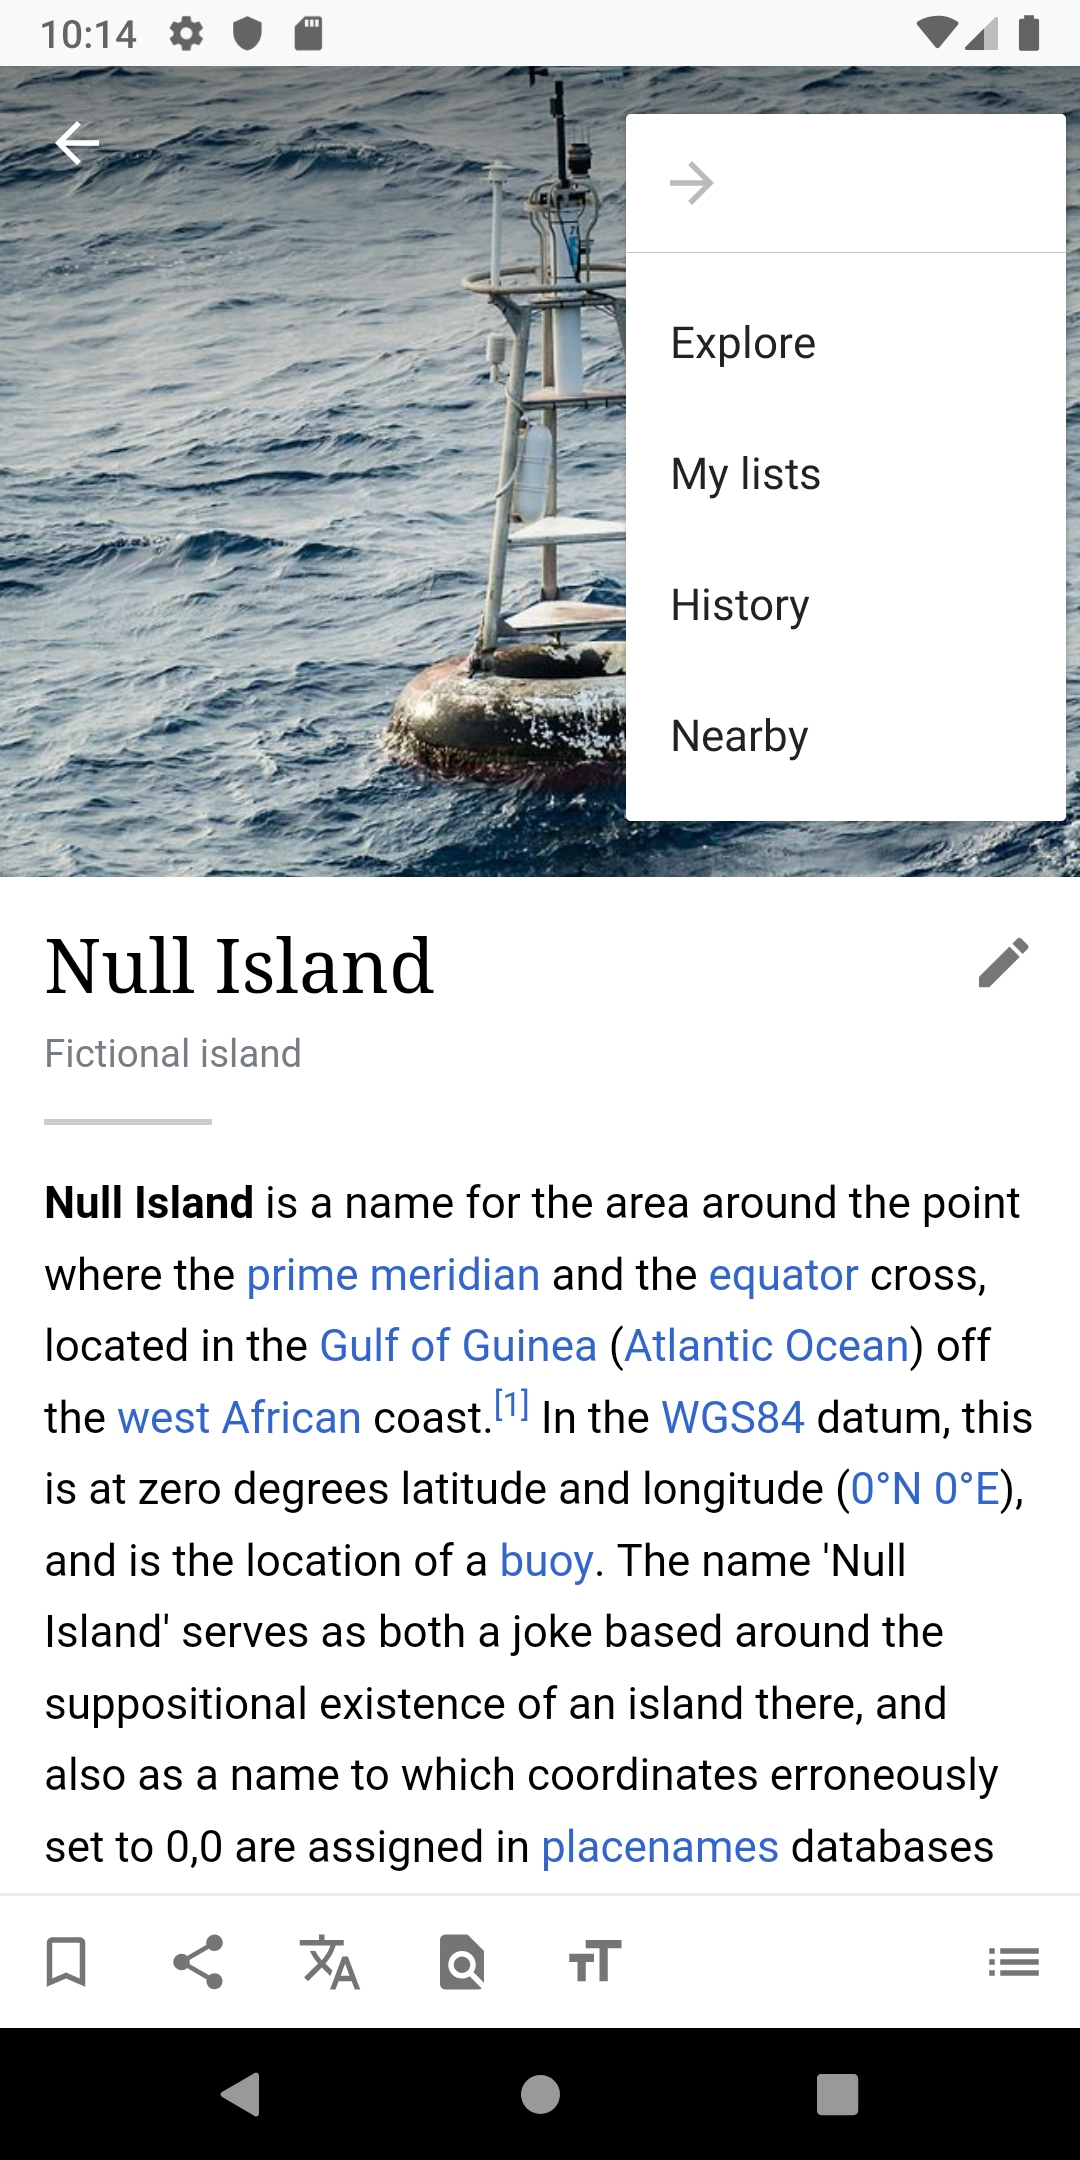 10:14
Explore
My lists
History
Nearby
Null Island
Fictional island
Null Island is a name for the area around the point
where the prime meridian and the equator cross,
located in the Gulf of Guinea (Atlantic Ocean) off
the west African coast.[1] In the WGS84 datum, this
is at zero degrees latitude and longitude (0°N 0°E),
and is the location of a buoy. The name 'Null
Island' serves as both a joke based around the
suppositional existence of an island there, and
also as a name to which coordinates erroneously
set to 0,0 are assigned in placenames databases